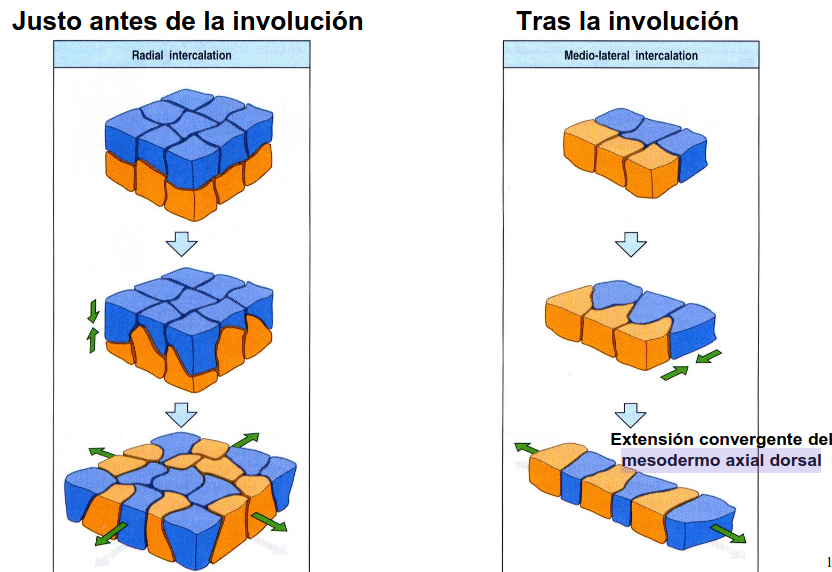 Justo antes de la involución
Tras la involución
Radial intercalation
Medio-lateral intercalation
Extensión convergente del
mesodermo axial dorsal